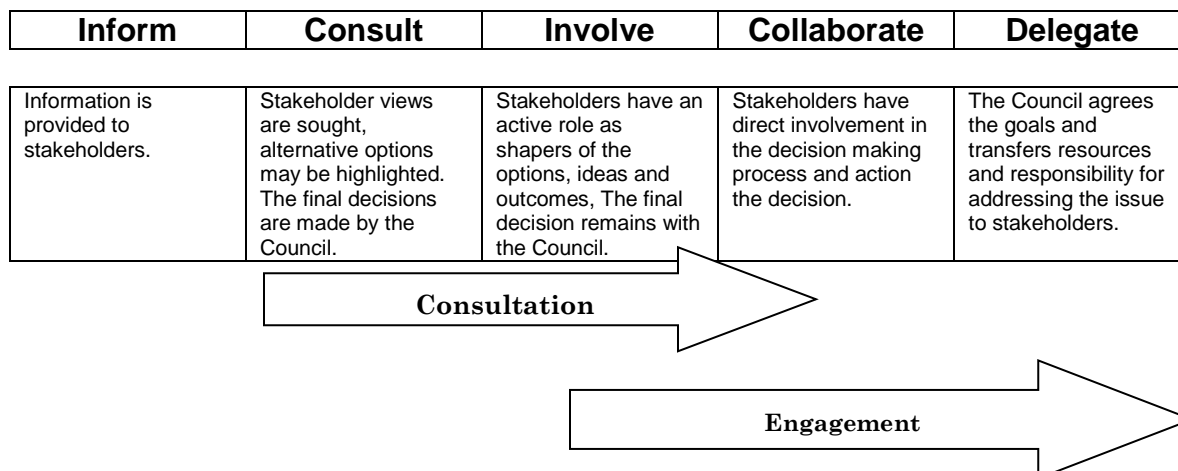 Inform
Consult
Involve
Collaborate
Delegate
Information is
provided to
stakeholders.
Stakeholder views
are sought,
alternative options
may be highlighted.
The final decisions
are made by the
Council.
Stakeholders have an
active role as
shapers of the
options, ideas and
outcomes, The final
decision remains with
the Council.
Stakeholders have
direct involvement in
the decision making
process and action
the decision.
The Council agrees
the goals and
transfers resources
and responsibility for
addressing the issue
to stakeholders.
Consultation
Engagement